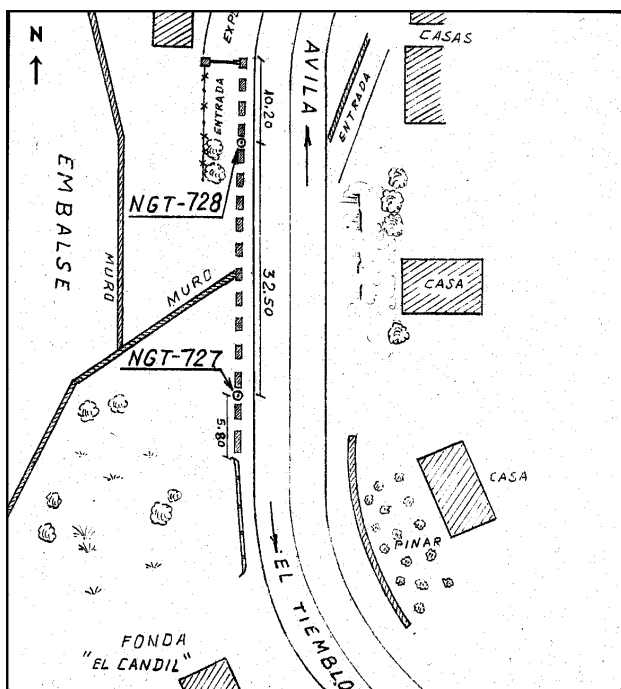 N
EXPL
AVILA
CASAS
ENTRADA
10.20
ENTRADA
NGT-728
EMBALSE
MURO
MURO
32.50
CASA
NGT-727
5.80
CASA
PINAR
EL TIEMBLO
FONDA
"EL CANDIL"